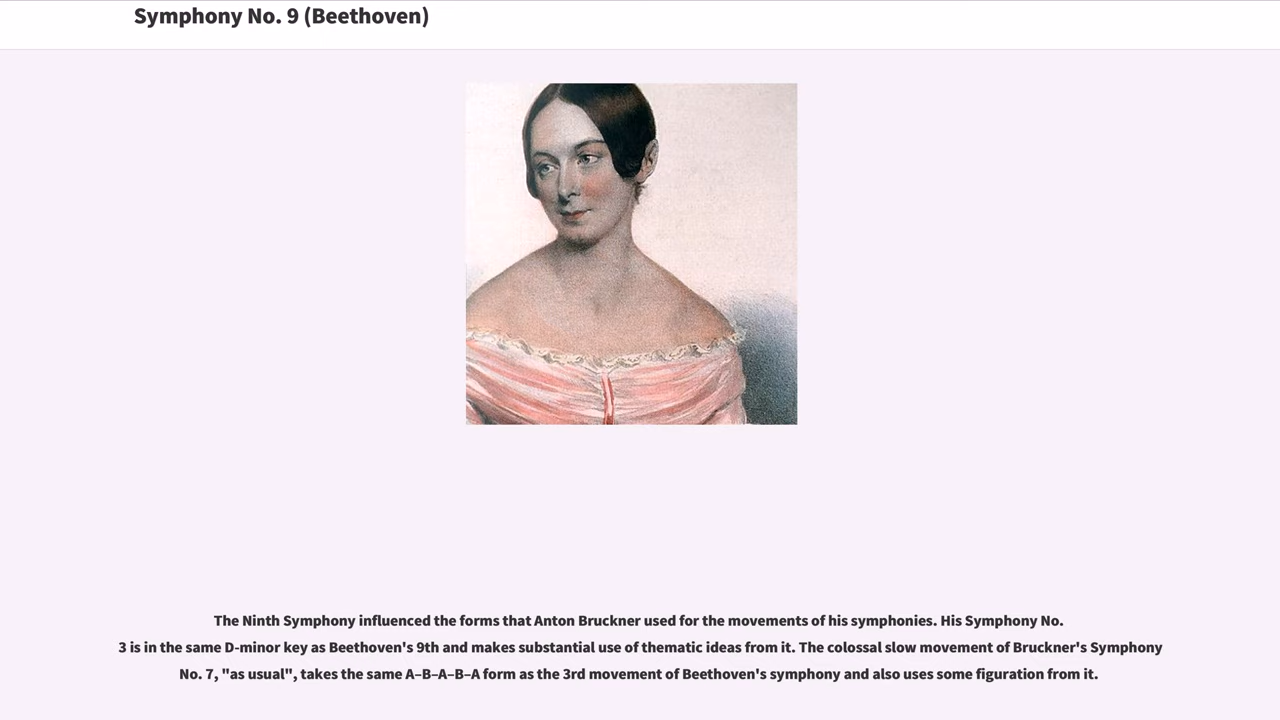 Symphony No. 9 (Beethoven)
The Ninth Symphony influenced the forms that Anton Bruckner used for the movements of his symphonies. His Symphony No.
3 is in the same D-minor key as Beethoven's 9th and makes substantial use of thematic ideas from it. The colossal slow movement of Bruckner's Symphony
No. 7, "as usual", takes the same A–B–A–B–A form as the 3rd movement of Beethoven's symphony and also uses some figuration from it.